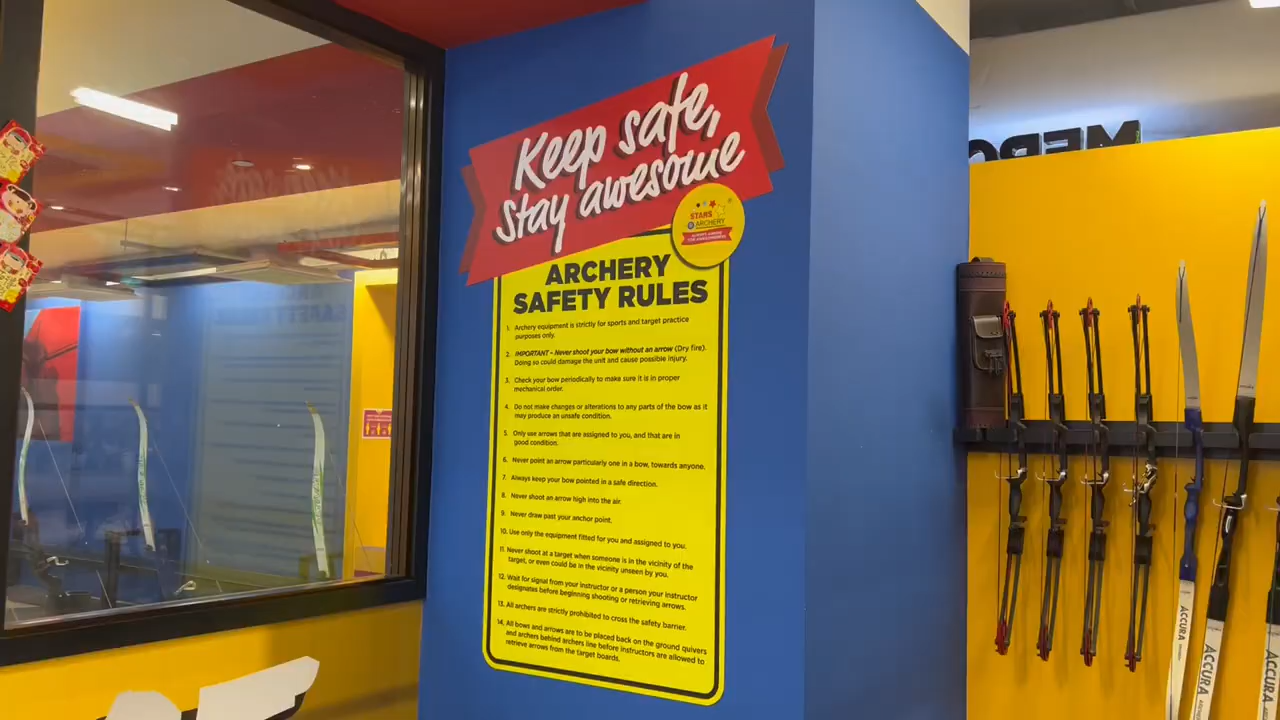 Keep safe,
stay awesome
STARS
ARCHERY
ARCHERY
SAFETY RULES
1. Archery equipment is strictly for sports and target practice
purposes only.
2. IMPORTANT - Never shoot your bow without an arrow (Dry fire).
Doing so could damage the unit and cause possible injury.
3. Check your bow periodically to make sure it is in proper
mechanical order.
4. Do not make changes or alterations to any parts of the bow as it
may produce an unsafe condition.
5. Only use arrows that are assigned to you, and that are in
good condition.
6. Never point an arrow particularly one in a bow, towards anyone.
7. Always keep your bow pointed in a safe direction.
8. Never shoot an arrow high into the air.
9. Never draw past your anchor point.
10. Use only the equipment fitted for you and assigned to you.
11. Never shoot at a target when someone is in the vicinity of the
target, or even could be in the vicinity unseen by you.
12. Wait for signal from your instructor or a person your instructor
designates before beginning shooting or retrieving arrows.
13. All archers are strictly prohibited to cross the safety barrier.
14. All bows and arrows are to be placed back on the ground quivers
and archers behind archers line before instructors are allowed to
retrieve arrows from the target boards.
ACCURA
ACCURA
ACCURA